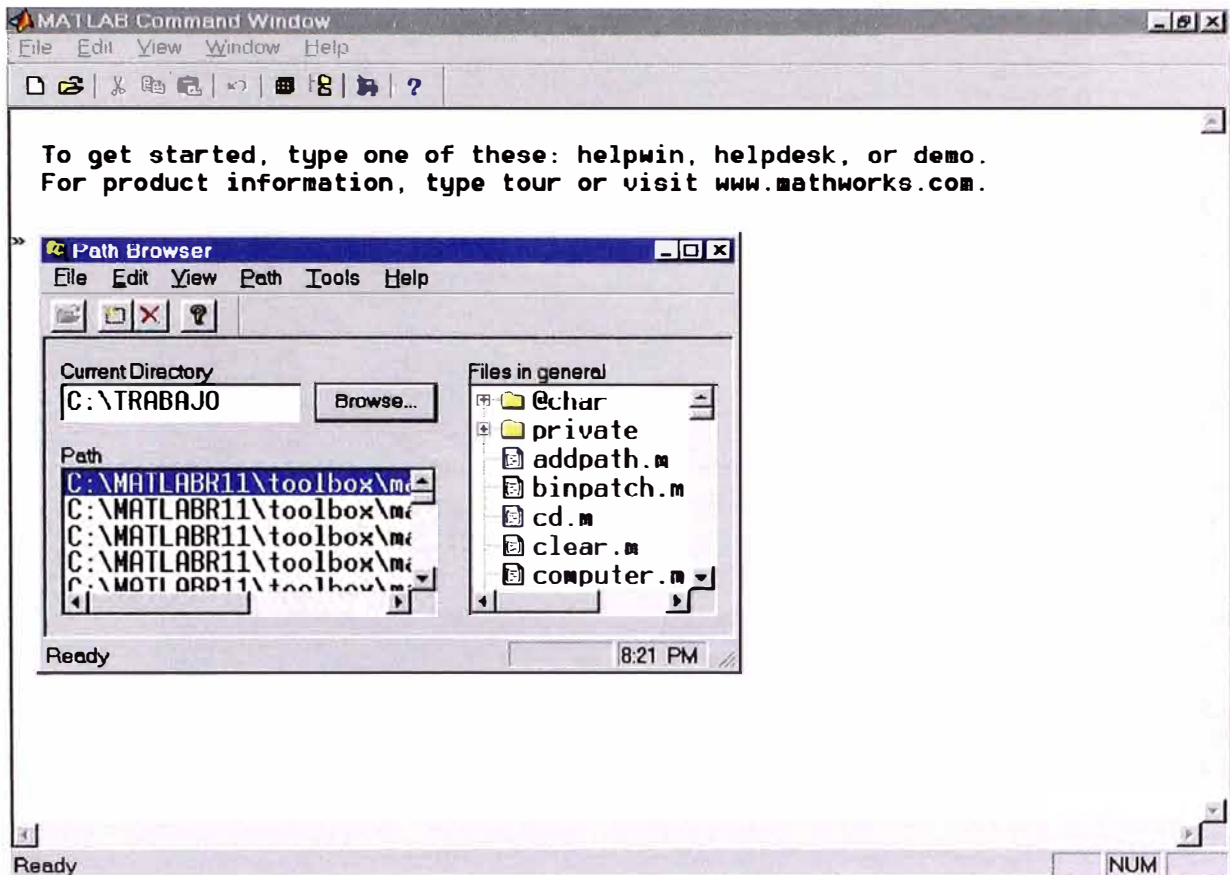 MATLAB Command Window
File Edit View Window Help
?
To get started, type one of these: helpwin, helpdesk, or demo.
For product information, type tour or visit www.mathworks.com.
»
Path Browser
File Edit View Path Tools Help
?
Current Directory
C:\TRABAJO
Browse...
Path
C:\MATLABR11\toolbox\ma
C:\MATLABR11\toolbox\ma
C:\MATLABR11\toolbox\ma
C:\MATLABR11\toolbox\ma
C:\MATLABR11\toolbox\ma
Files in general
@char
private
addpath.m
binpatch.m
cd.m
clear.m
computer.m
Ready
8:21 PM
Ready
NUM